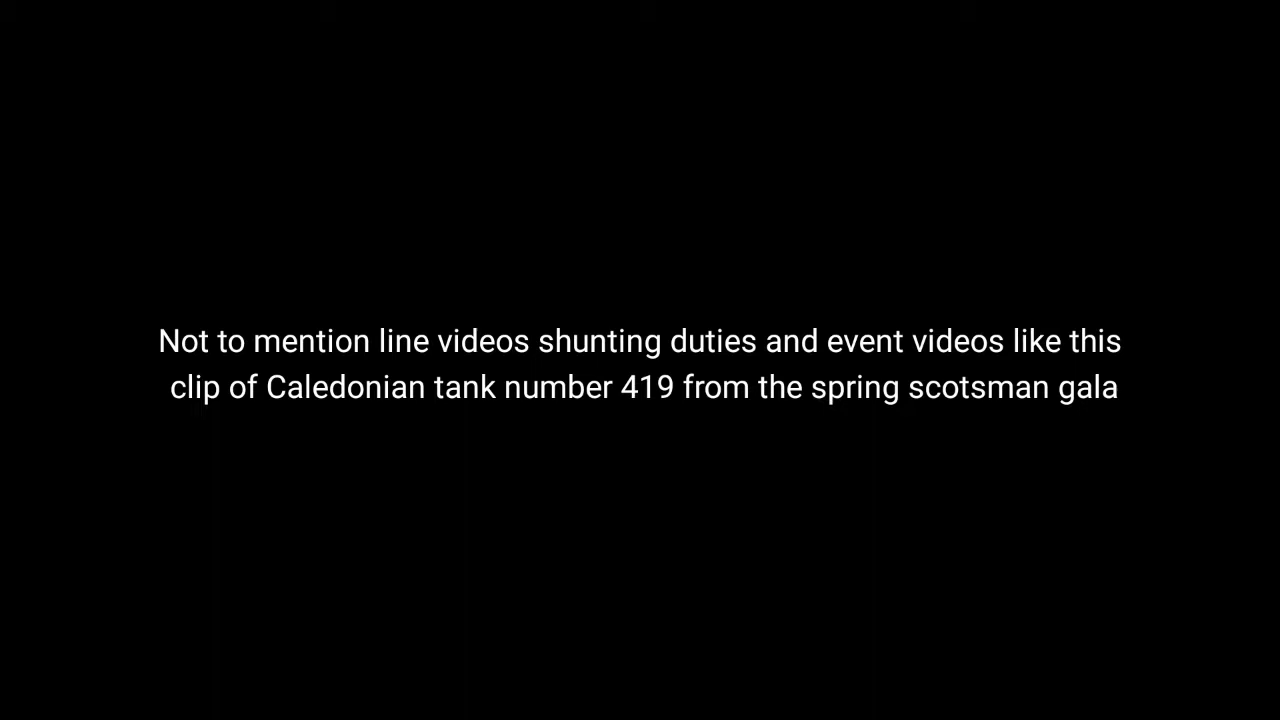 Not to mention line videos shunting duties and event videos like this
clip of Caledonian tank number 419 from the spring scotsman gala